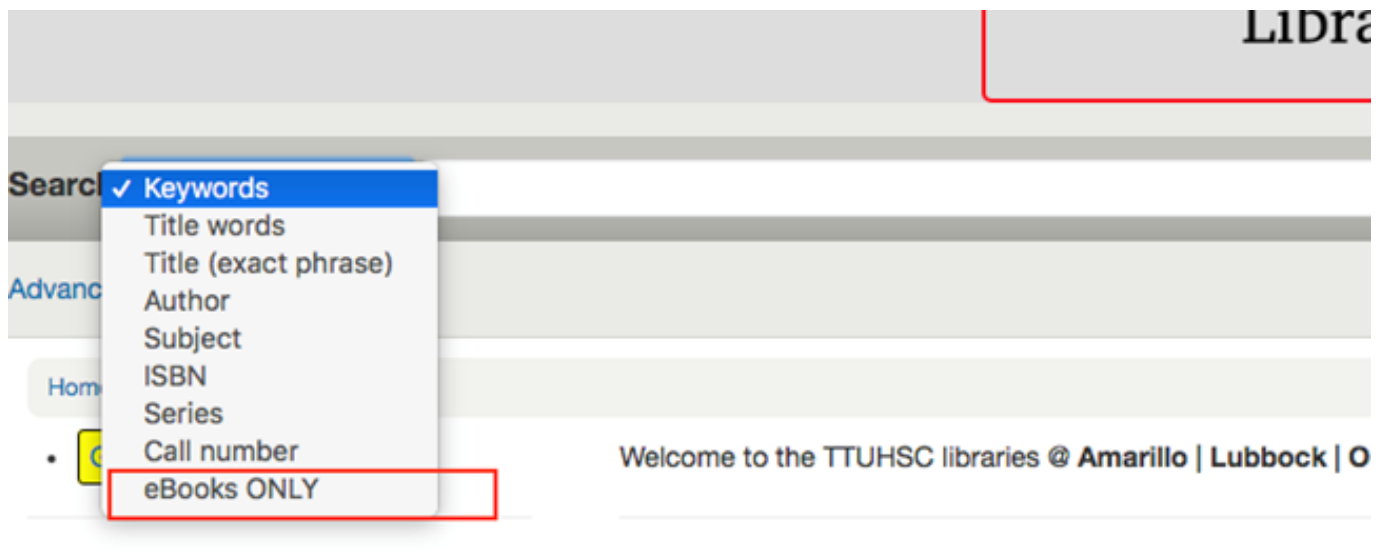 Libra
Search
✓ Keywords
Title words
Title (exact phrase)
Author
Subject
ISBN
Series
Call number
eBooks ONLY
Advanc
Home
Welcome to the TTUHSC libraries @ Amarillo | Lubbock | O